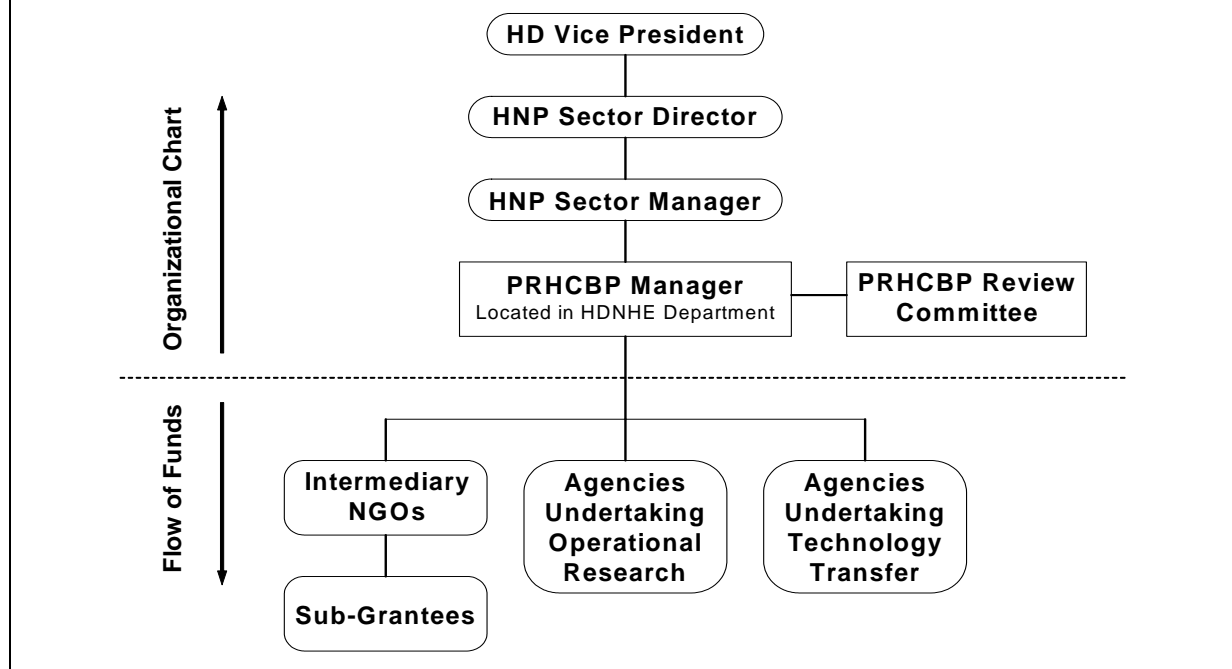 HD Vice President
HNP Sector Director
HNP Sector Manager
PRHCBP Manager
Located in HDNHE Department
PRHCBP Review
Committee
Organizational Chart
Flow of Funds
Intermediary
NGOs
Sub-Grantees
Agencies
Undertaking
Operational
Research
Agencies
Undertaking
Technology
Transfer